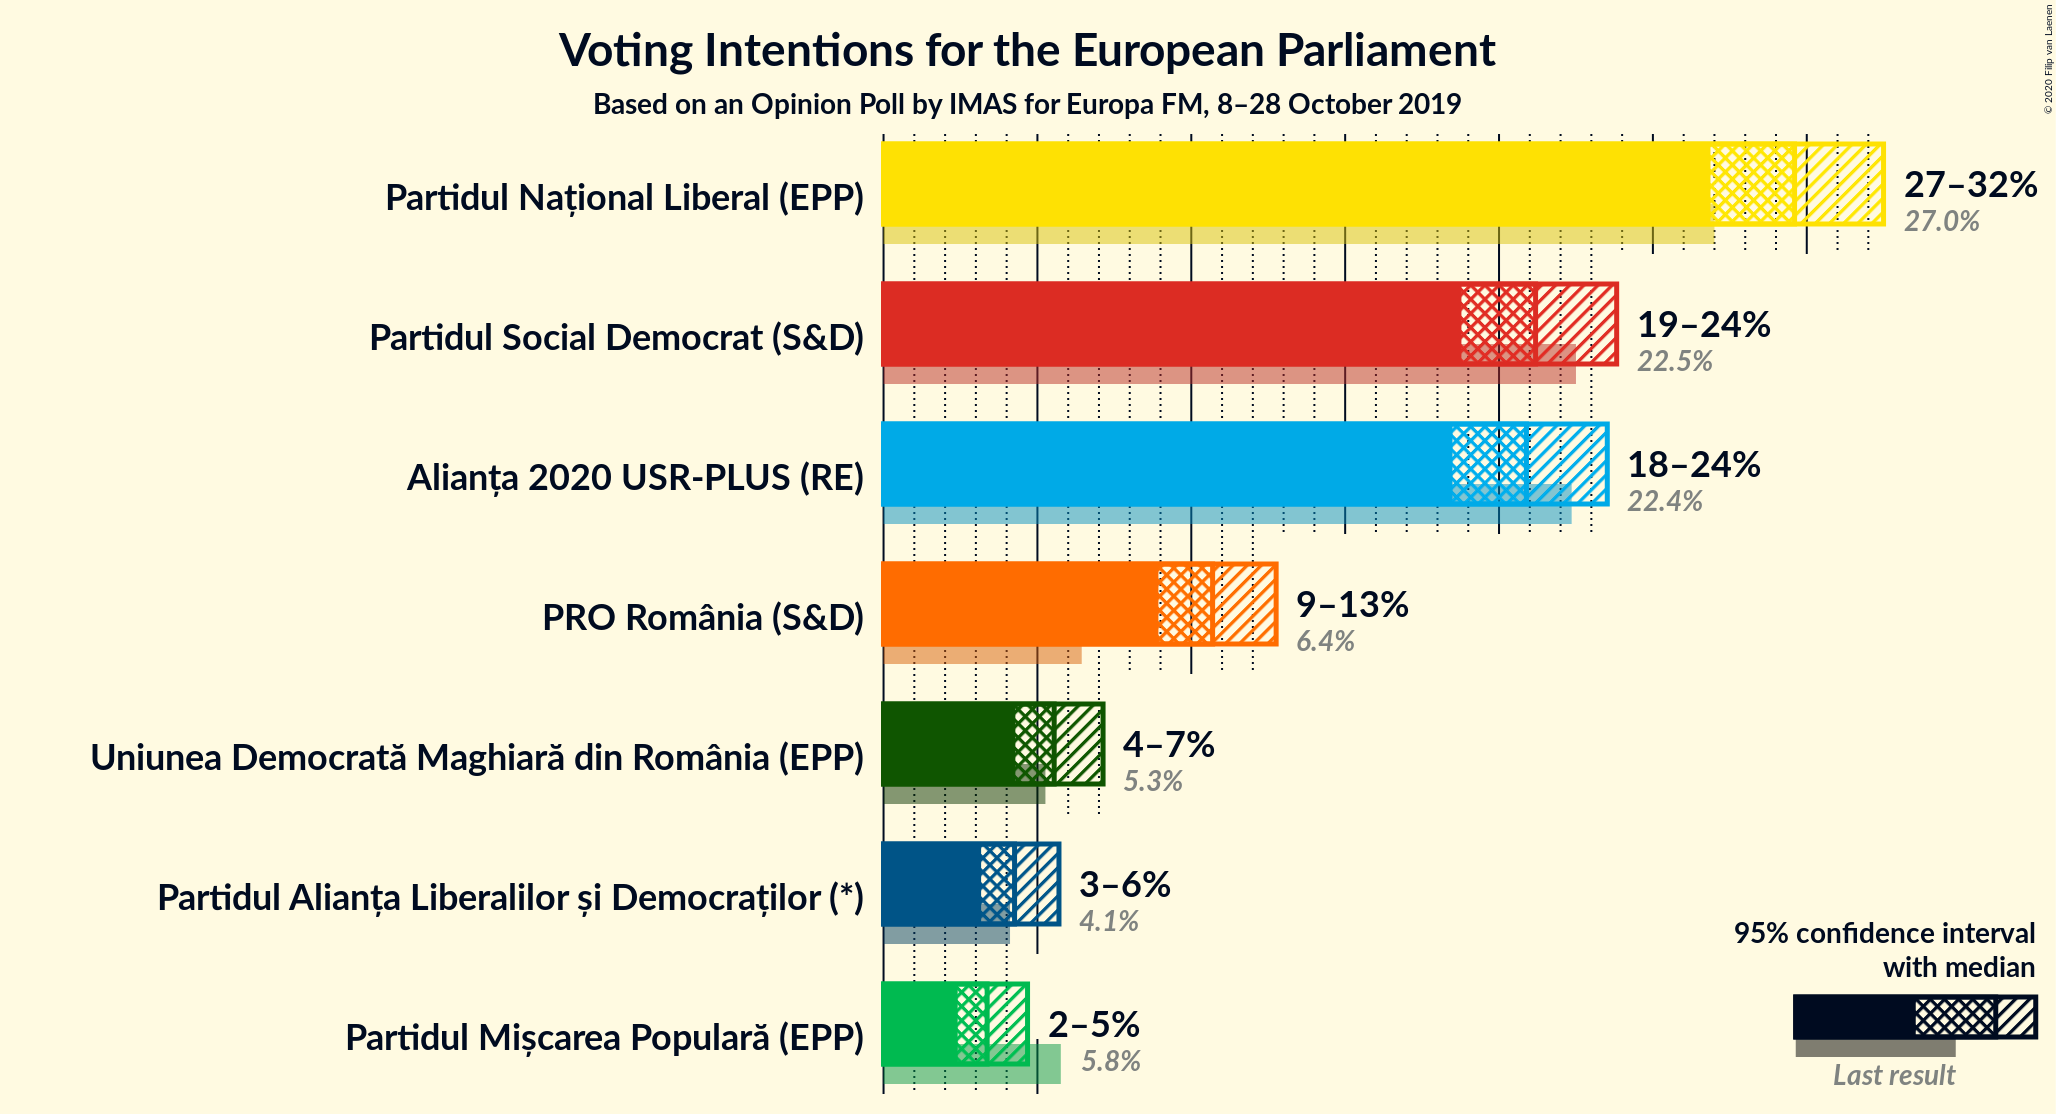 Voting Intentions for the European Parliament
Based on an Opinion Poll by IMAS for Europa FM, 8–28 October 2019
© 2020 Filip van Laenen
Partidul Național Liberal (EPP)
27–32%
27.0%
Partidul Social Democrat (S&D)
19–24%
22.5%
Alianța 2020 USR-PLUS (RE)
18–24%
22.4%
PRO România (S&D)
9–13%
6.4%
Uniunea Democrată Maghiară din România (EPP)
4–7%
5.3%
Partidul Alianța Liberalilor și Democraților (*)
3–6%
4.1%
Partidul Mișcarea Populară (EPP)
2–5%
5.8%
95% confidence interval
with median
Last result